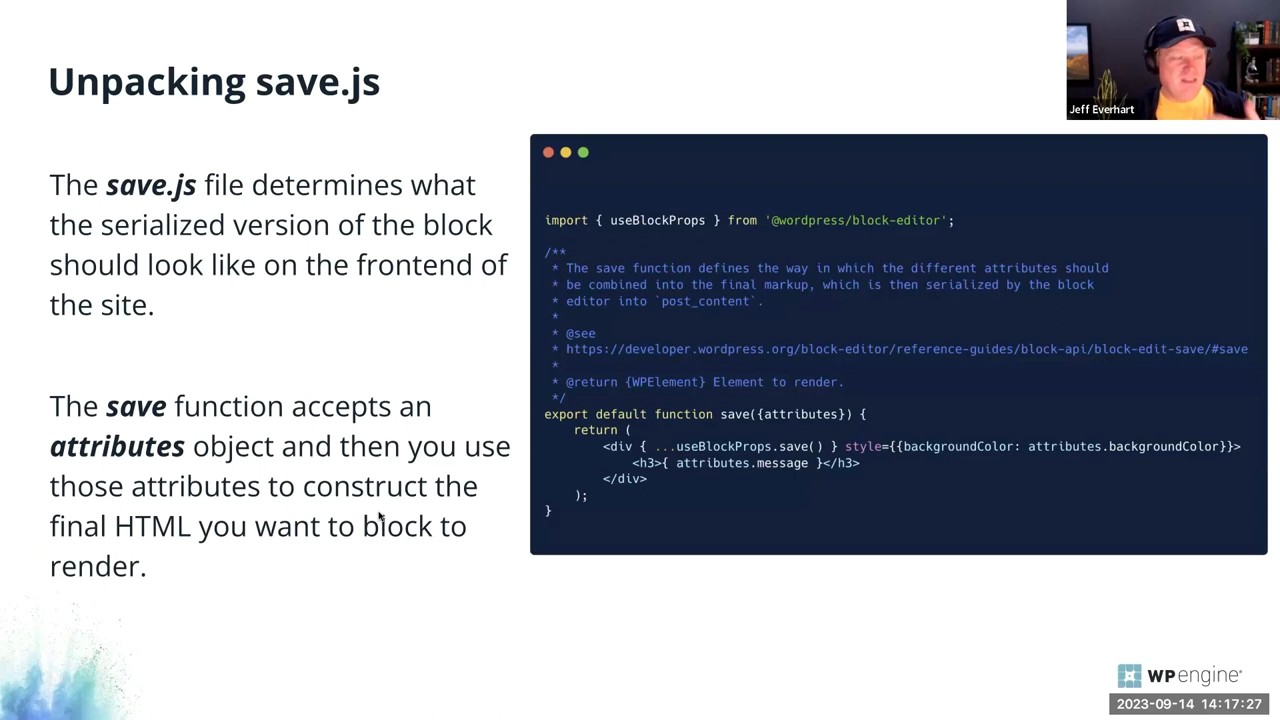 Unpacking save.js
Jeff Everhart
The save.js file determines what
the serialized version of the block
should look like on the frontend of
the site.
The save function accepts an
attributes object and then you use
those attributes to construct the
final HTML you want to block to
render.
import { useBlockProps } from '@wordpress/block-editor';
/**
* The save function defines the way in which the different attributes should
* be combined into the final markup, which is then serialized by the block
* editor into `post_content`.
*
* @see
* https://developer.wordpress.org/block-editor/reference-guides/block-api/block-edit-save/#save
*
* @return {WPElement} Element to render.
*/
export default function save({attributes}) {
return (
<div { ...useBlockProps.save() } style={{backgroundColor: attributes.backgroundColor}}>
<h3>{ attributes.message }</h3>
</div>
);
}
WPengine®
2023-09-14 14:17:27